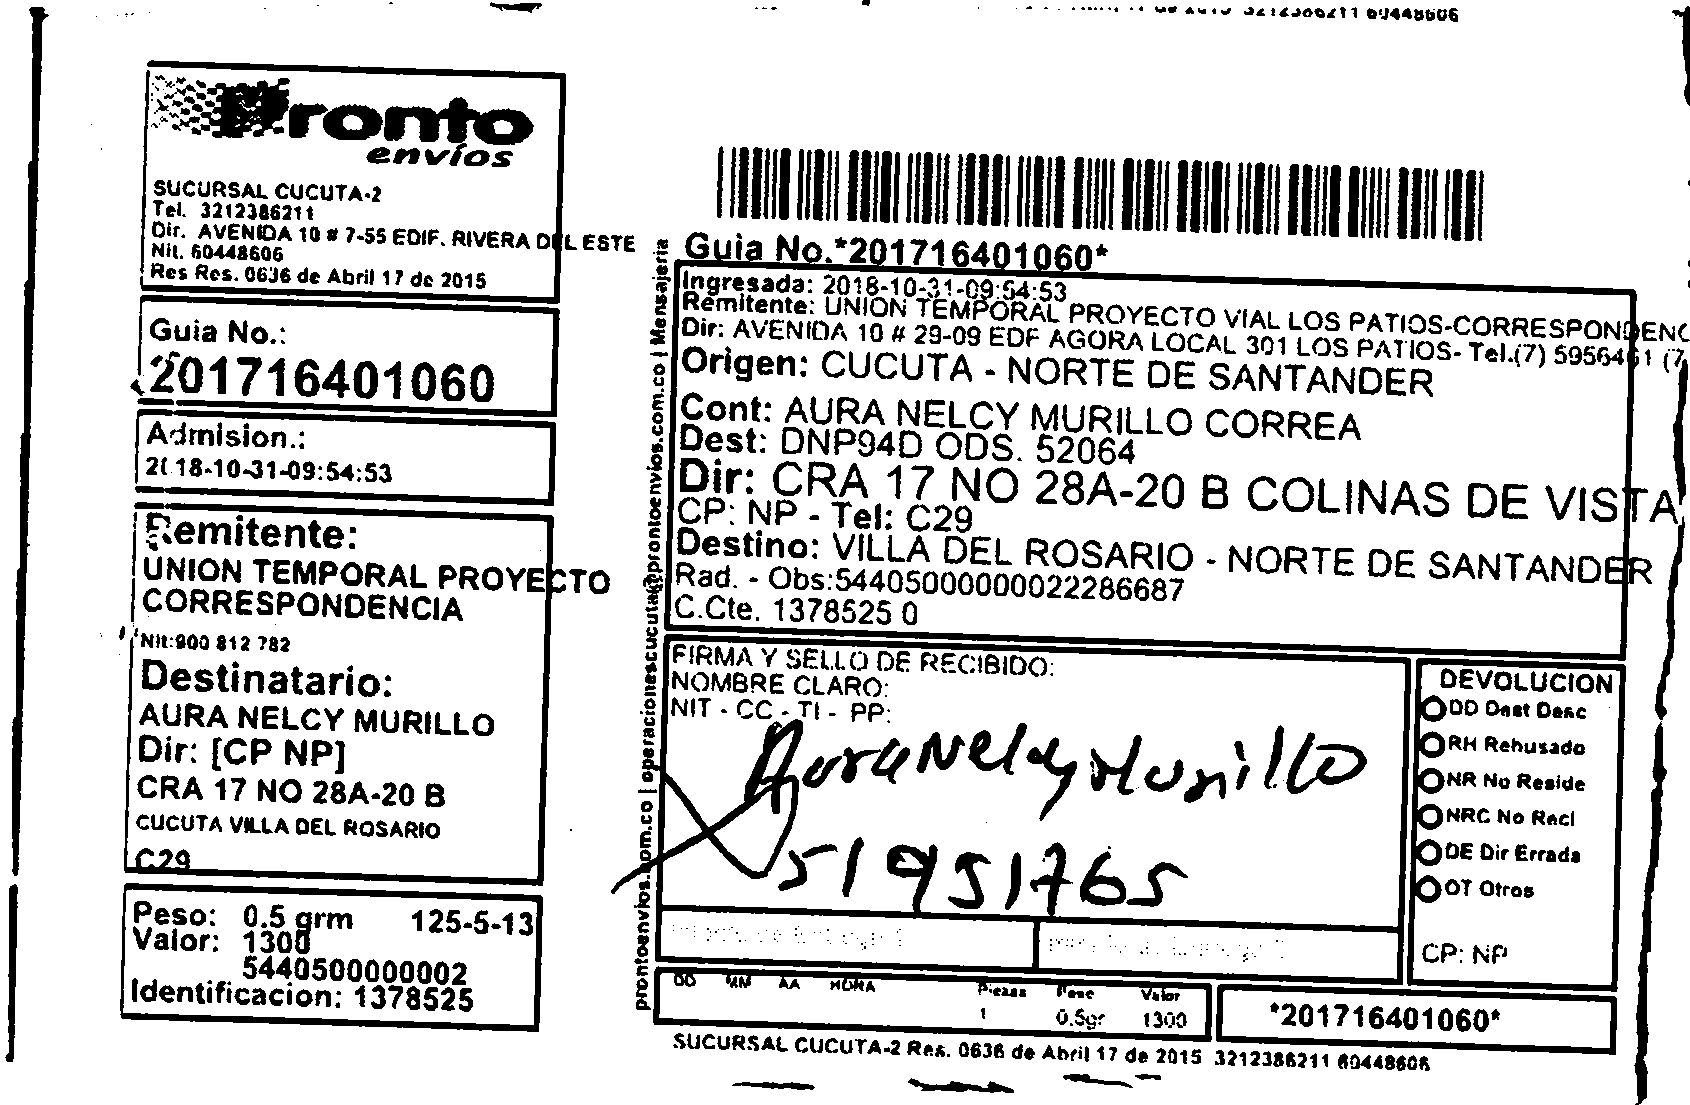 3212386211 60448606
Pronto
envíos
SUCURSAL CUCUTA-2
Tel. 3212386211
Dir. AVENIDA 10 # 7-55 EDIF. RIVERA DEL ESTE
Nit. 60448606
Res Res. 0636 de Abril 17 de 2015
Guia No.:
201716401060
Admision.:
2018-10-31-09:54:53
Remitente:
UNION TEMPORAL PROYECTO
CORRESPONDENCIA
Nit:900 812 782
Destinatario:
AURA NELCY MURILLO
Dir: [CP NP]
CRA 17 NO 28A-20 B
CUCUTA VILLA DEL ROSARIO
C29
Peso: 0.5 grm 125-5-13
Valor: 1300
5440500000002
Identificacion: 1378525
prontoenvios.com.co | operacionescucuta@prontoenvios.com.co | Mensajeria
Guia No.*201716401060*
Ingresada: 2018-10-31-09:54:53
Remitente: UNION TEMPORAL PROYECTO VIAL LOS PATIOS-CORRESPONDENC
Dir: AVENIDA 10 # 29-09 EDF AGORA LOCAL 301 LOS PATIOS- Tel.(7) 5956461 (7
Origen: CUCUTA - NORTE DE SANTANDER
Cont: AURA NELCY MURILLO CORREA
Dest: DNP94D ODS. 52064
Dir: CRA 17 NO 28A-20 B COLINAS DE VISTA
CP: NP - Tel: C29
Destino: VILLA DEL ROSARIO - NORTE DE SANTANDER
Rad. - Obs:54405000000022286687
C.Cte. 1378525 0
FIRMA Y SELLO DE RECIBIDO:
NOMBRE CLARO:
NIT - CC - TI - PP:
Aura Nelcy Murillo
51951765
DEVOLUCION
DD Dest Desc
RH Rehusado
NR No Reside
NRC No Recl
DE Dir Errada
OT Otros
CP: NP
DD MM AA HORA Piezas Peso Valor
1 0.5gr 1300
*201716401060*
SUCURSAL CUCUTA-2 Res. 0636 de Abril 17 de 2015 3212386211 60448606